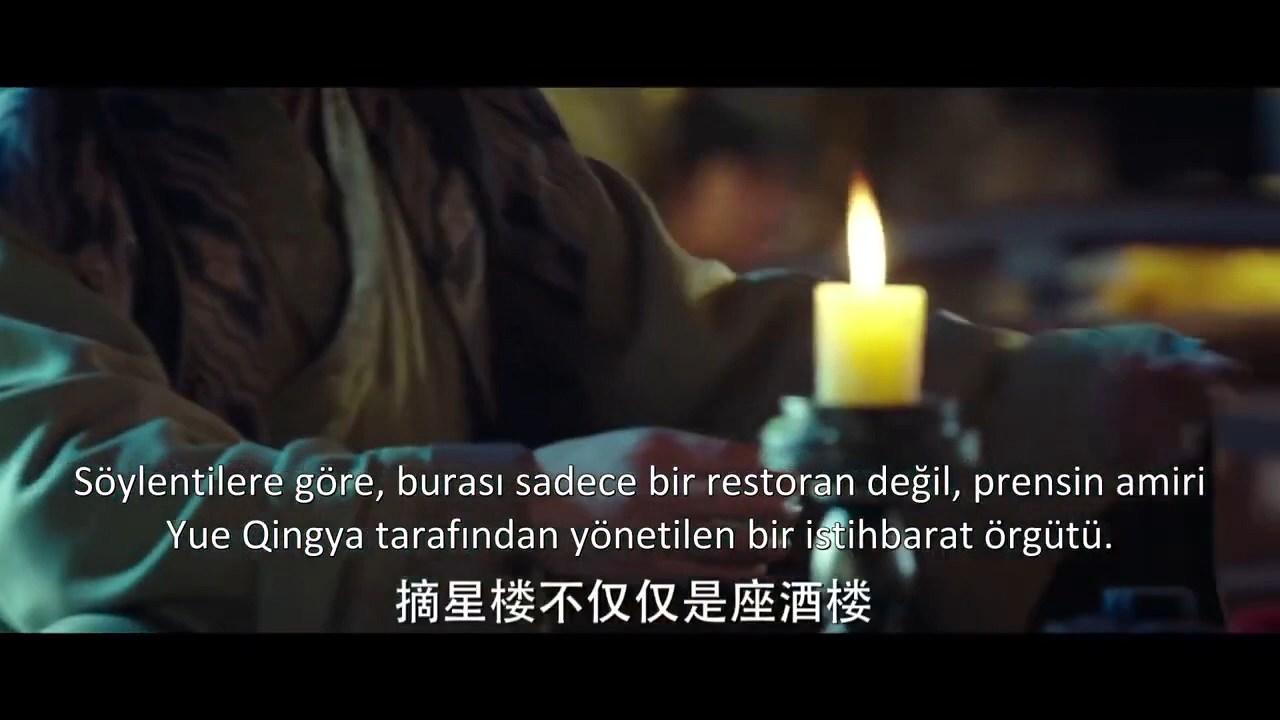 Söylentilere göre, burası sadece bir restoran değil, prensin amiri
Yue Qingya tarafından yönetilen bir istihbarat örgütü.
摘星楼不仅仅是座酒楼